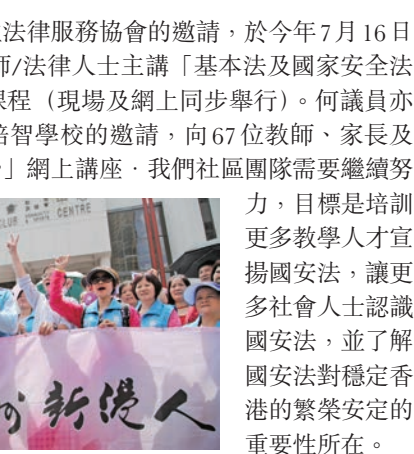 法律服務協會的邀請，於今年7月16日
師/法律人士主講「基本法及國家安全法
課程（現場及網上同步舉行）。何議員亦
培智學校的邀請，向67位教師、家長及
」網上講座．我們社區團隊需要繼續努
力，目標是培訓
更多教學人才宣
揚國安法，讓更
多社會人士認識
國安法，並了解
國安法對穩定香
港的繁榮安定的
重要性所在。
CENTRE
新港人